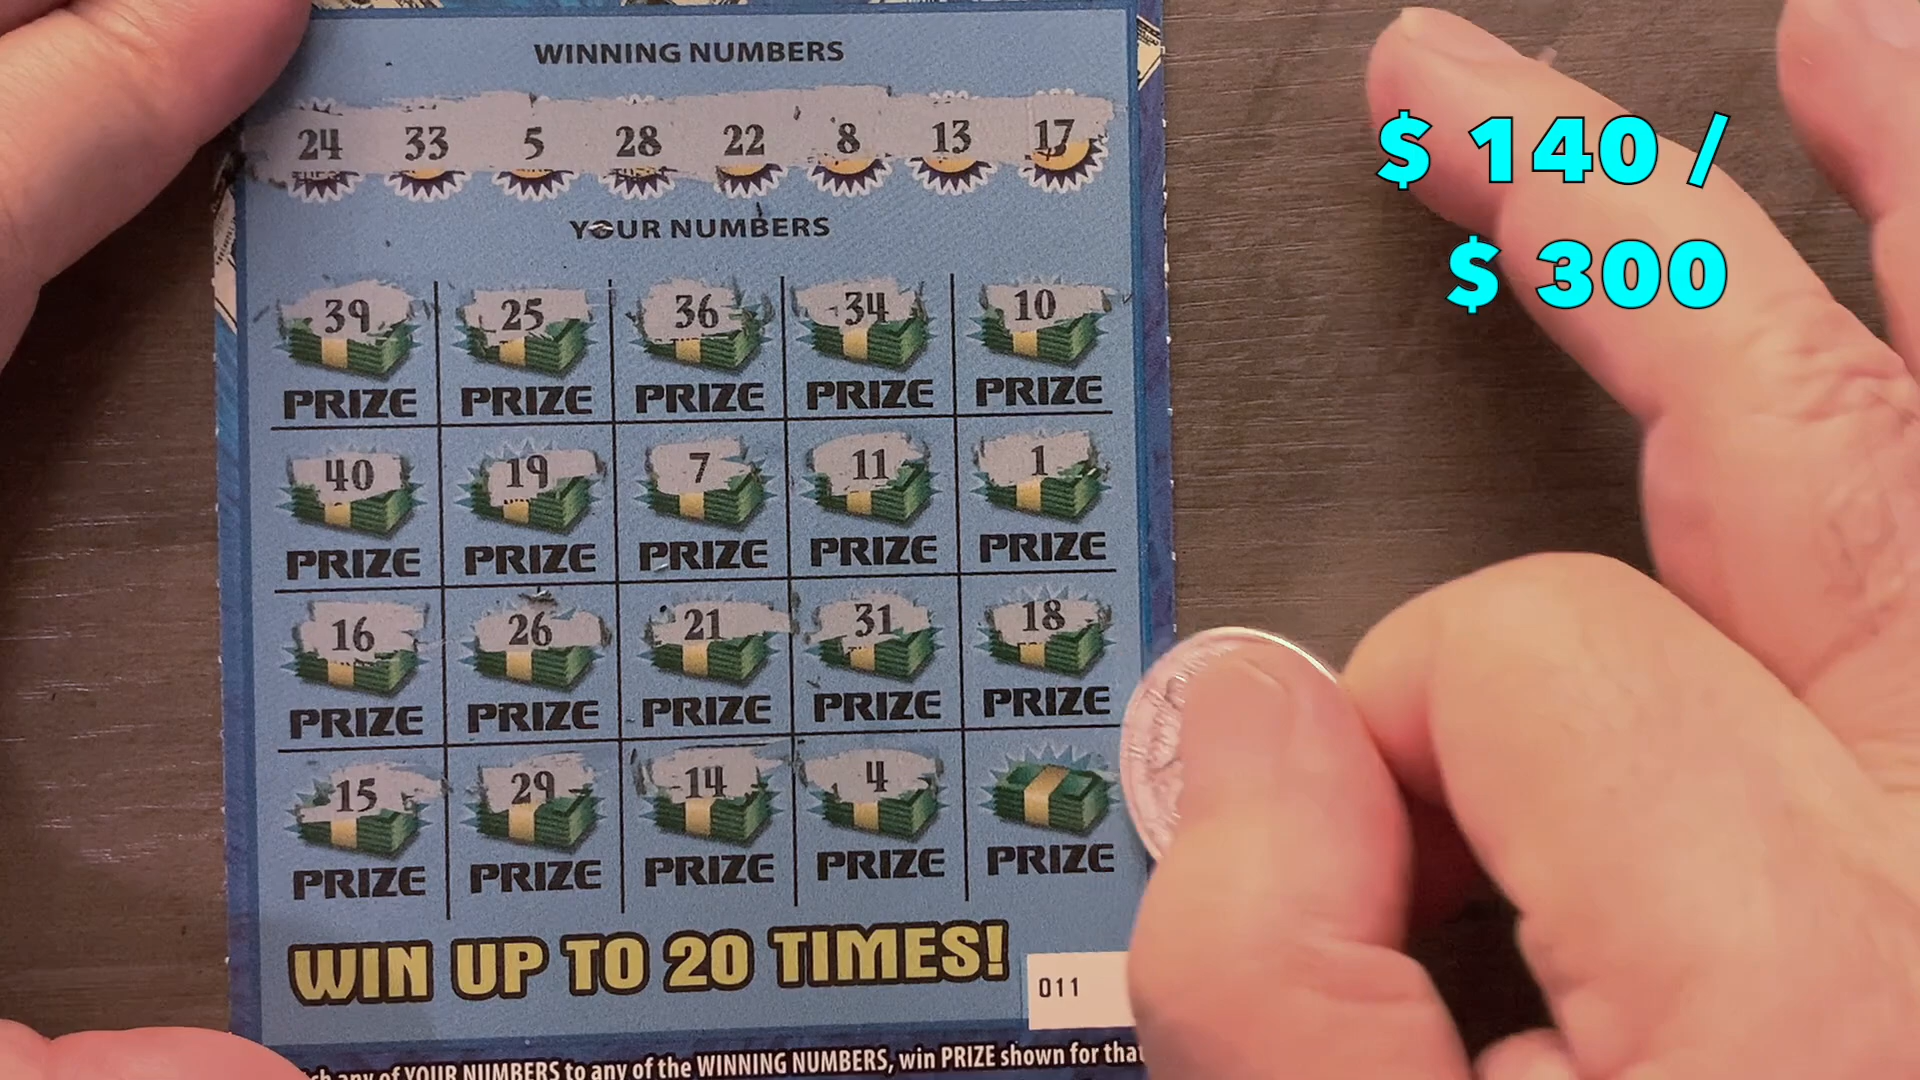 WINNING NUMBERS
24 33 5 28 22 8 13 17
YOUR NUMBERS
39 25 36 34 10
PRIZE PRIZE PRIZE PRIZE PRIZE
40 19 7 11 1
PRIZE PRIZE PRIZE PRIZE PRIZE
16 26 21 31 18
PRIZE PRIZE PRIZE PRIZE PRIZE
15 29 14 4
PRIZE PRIZE PRIZE PRIZE PRIZE
WIN UP TO 20 TIMES!
011
any of YOUR NUMBERS to any of the WINNING NUMBERS, win PRIZE shown for that
$ 140 /
$ 300